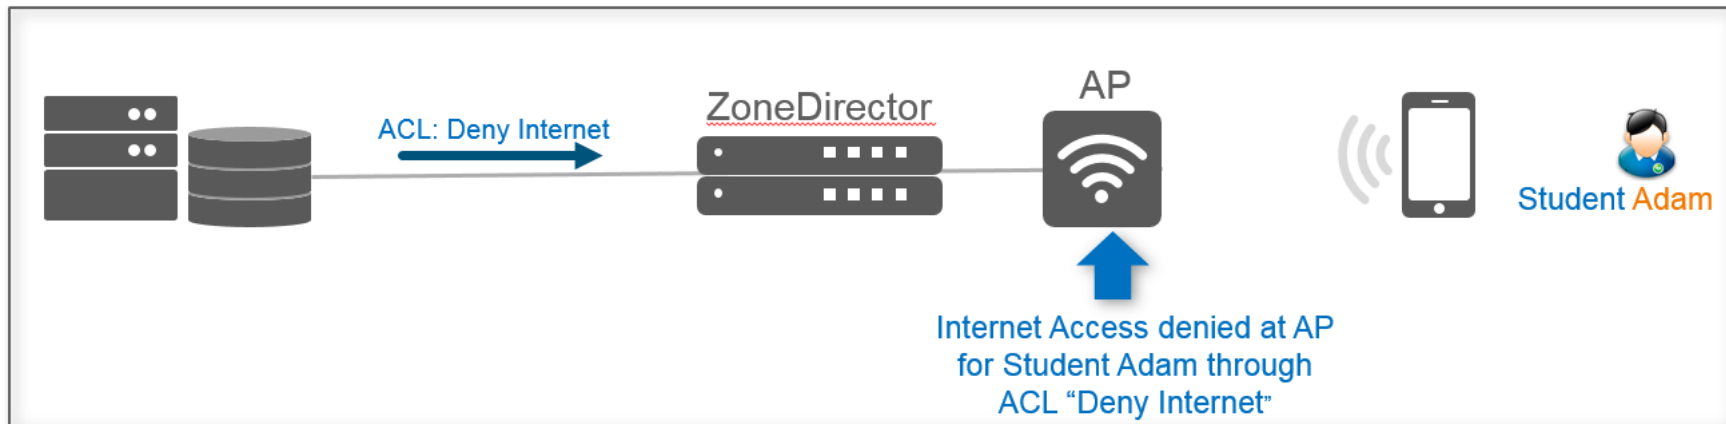 AP
ZoneDirector
ACL: Deny Internet
Student Adam
Internet Access denied at AP
for Student Adam through
ACL “Deny Internet”